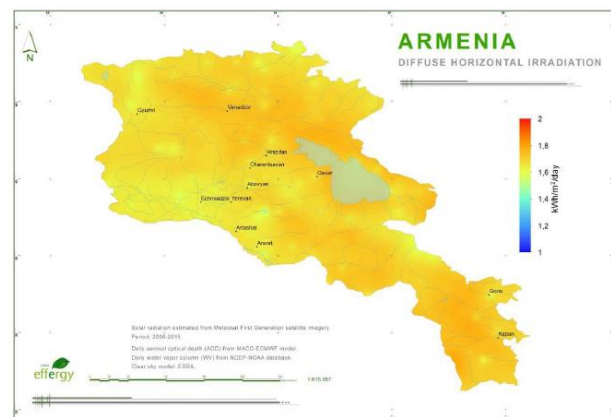 ARMENIA
DIFFUSE HORIZONTAL IRRADIATION
N
Gyumri
Vanadzor
Hrazdan
Charentsavan
Gavar
Abovyan
Echmiadzin Yerevan
Artashat
Ararat
Goris
Kapan
2
1,8
1,6
1,4
1,2
1
kWh/m²/day
Solar radiation estimated from Meteosat First Generation satellite imagery.
Daily aerosol optical depth (AOD) from MACC-ECMWF model.
Daily water vapor column (WV) from NCEP-NOAA database.
Clear sky model: ESRA.
effergy